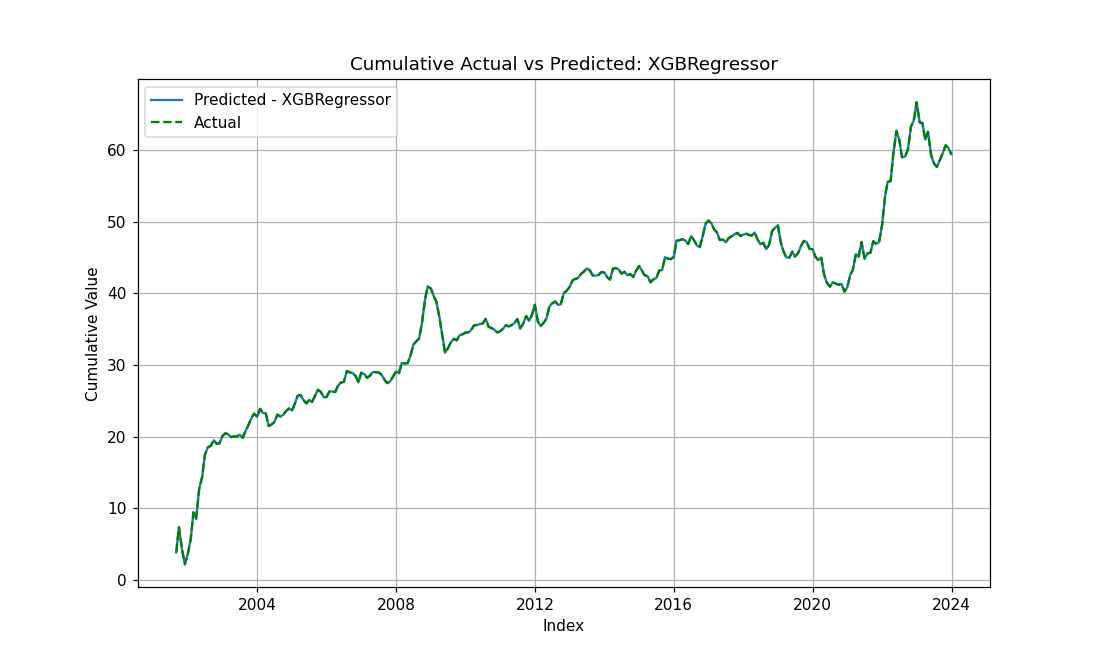 Cumulative Actual vs Predicted: XGBRegressor
Predicted - XGBRegressor
Actual
Cumulative Value
60
50
40
30
20
10
0
2004 2008 2012 2016 2020 2024
Index